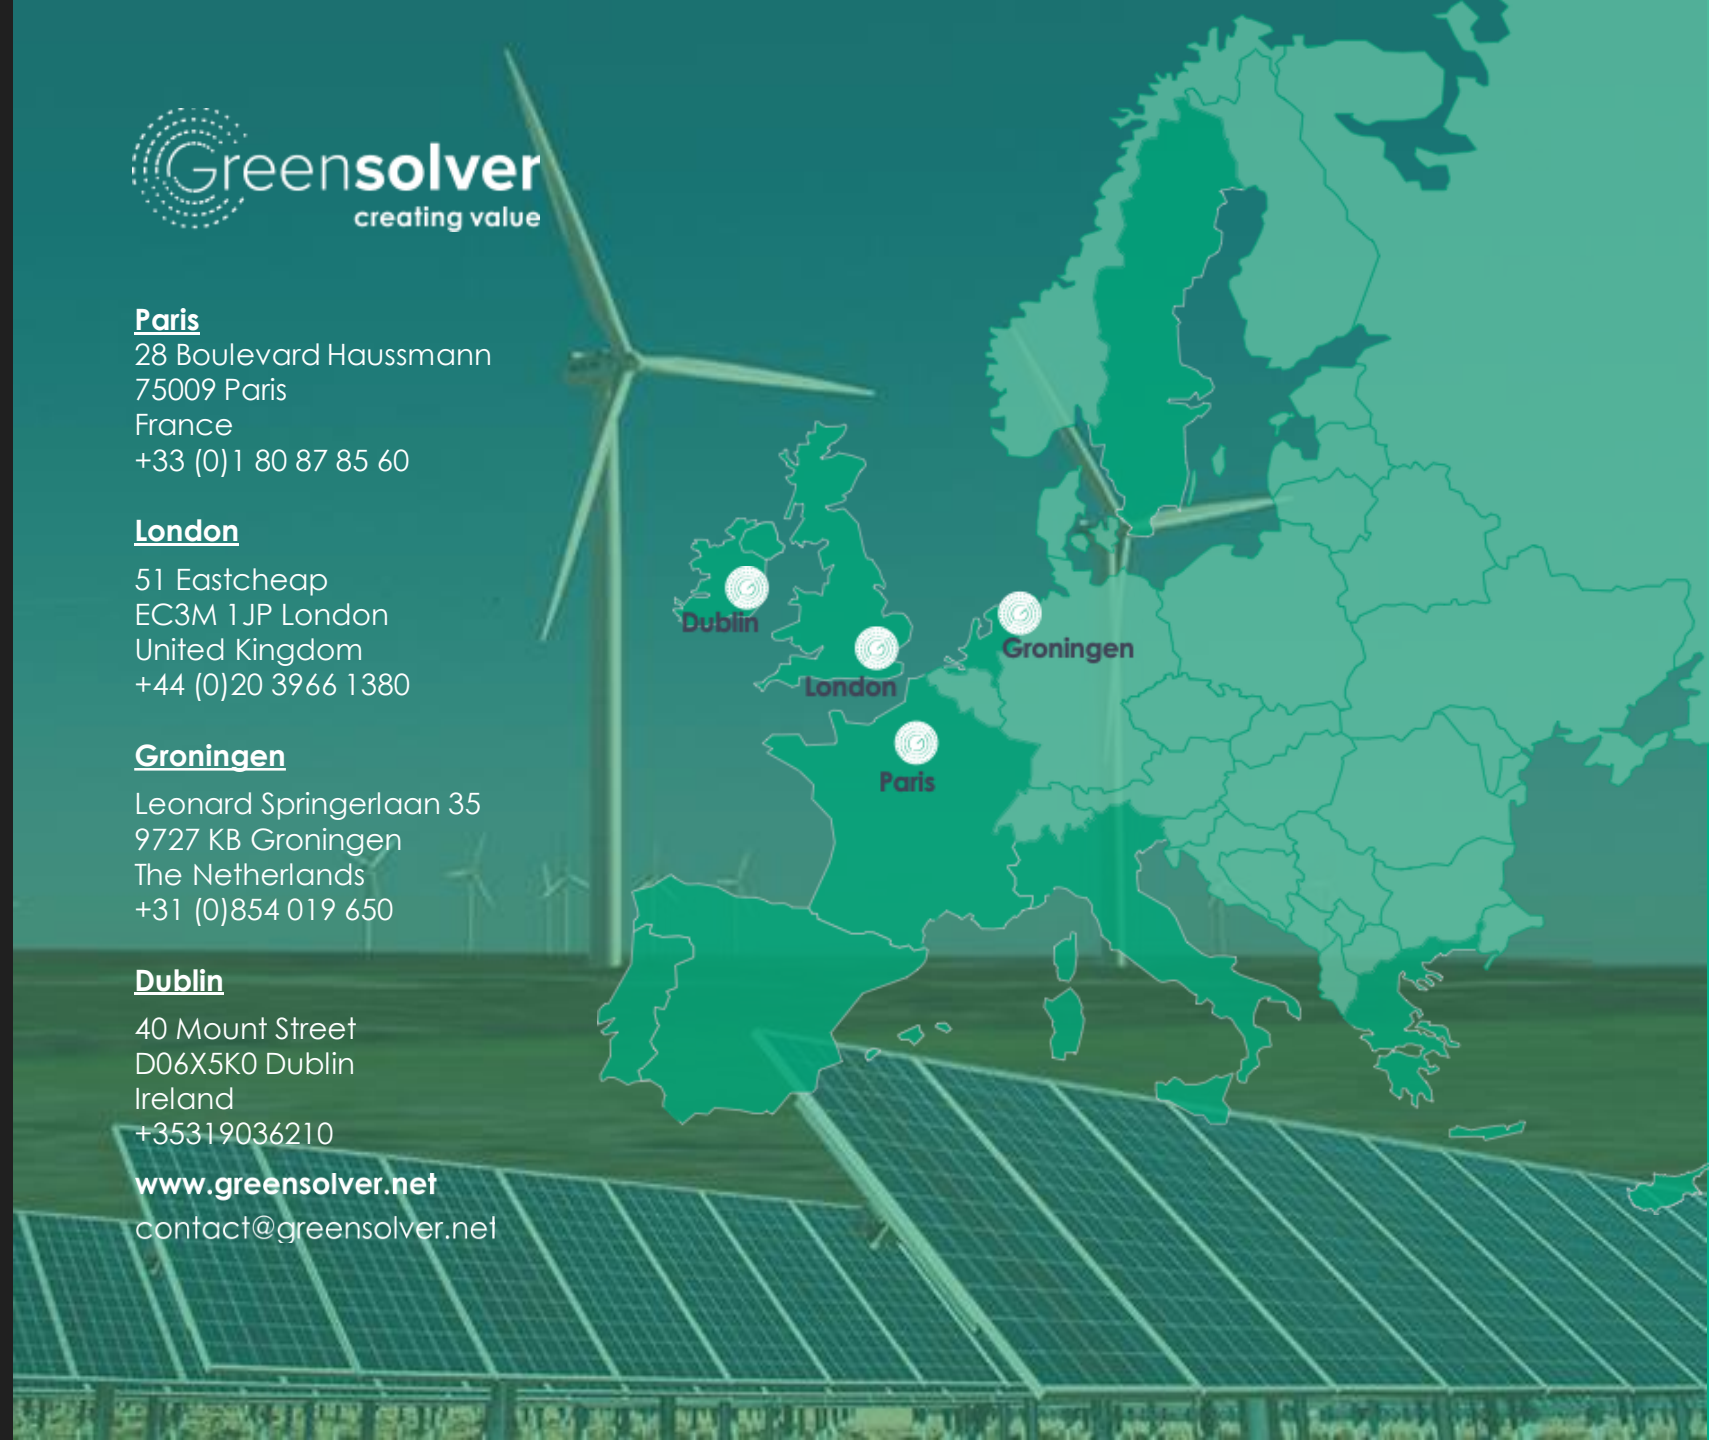 Greensolver
creating value
Paris
28 Boulevard Haussmann
75009 Paris
France
+33 (0)1 80 87 85 60
London
51 Eastcheap
EC3M 1JP London
United Kingdom
+44 (0)20 3966 1380
Groningen
Leonard Springerlaan 35
9727 KB Groningen
The Netherlands
+31 (0)854 019 650
Dublin
40 Mount Street
D06X5K0 Dublin
Ireland
+35319036210
www.greensolver.net
contact@greensolver.net
Dublin
Groningen
London
Paris